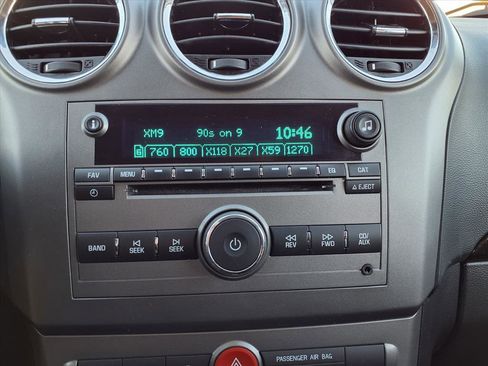 XM9 90s on 9 10:46
6 760 800 X118 X27 X59 1270
FAV MENU EQ CAT
EJECT
BAND SEEK SEEK REV FWD CD/
AUX
PASSENGER AIR BAG